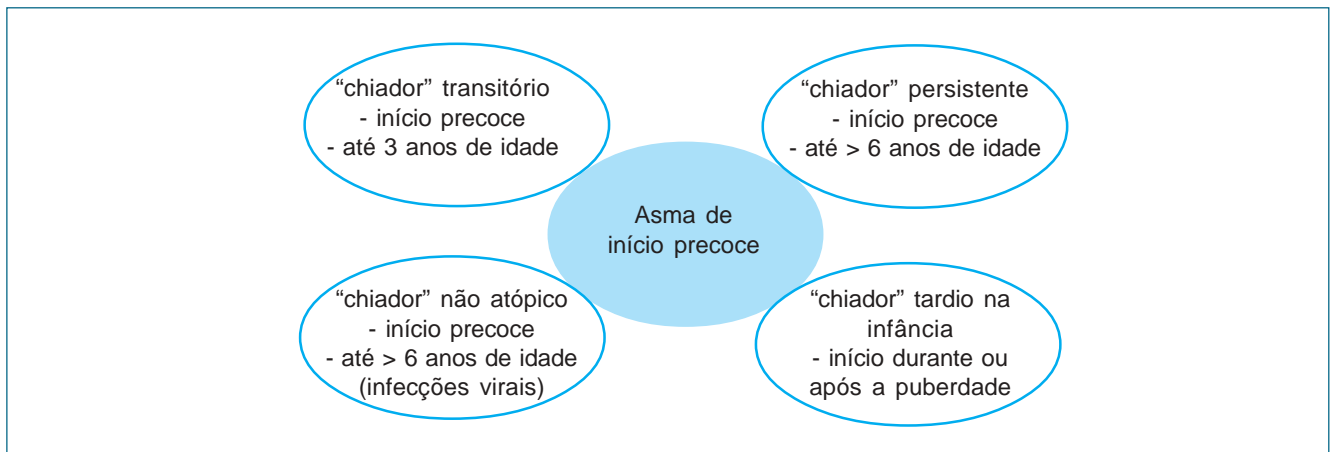 “chiador” transitório
- início precoce
- até 3 anos de idade
“chiador” persistente
- início precoce
- até > 6 anos de idade
Asma de
início precoce
“chiador” não atópico
- início precoce
- até > 6 anos de idade
(infecções virais)
“chiador” tardio na
infância
- início durante ou
após a puberdade